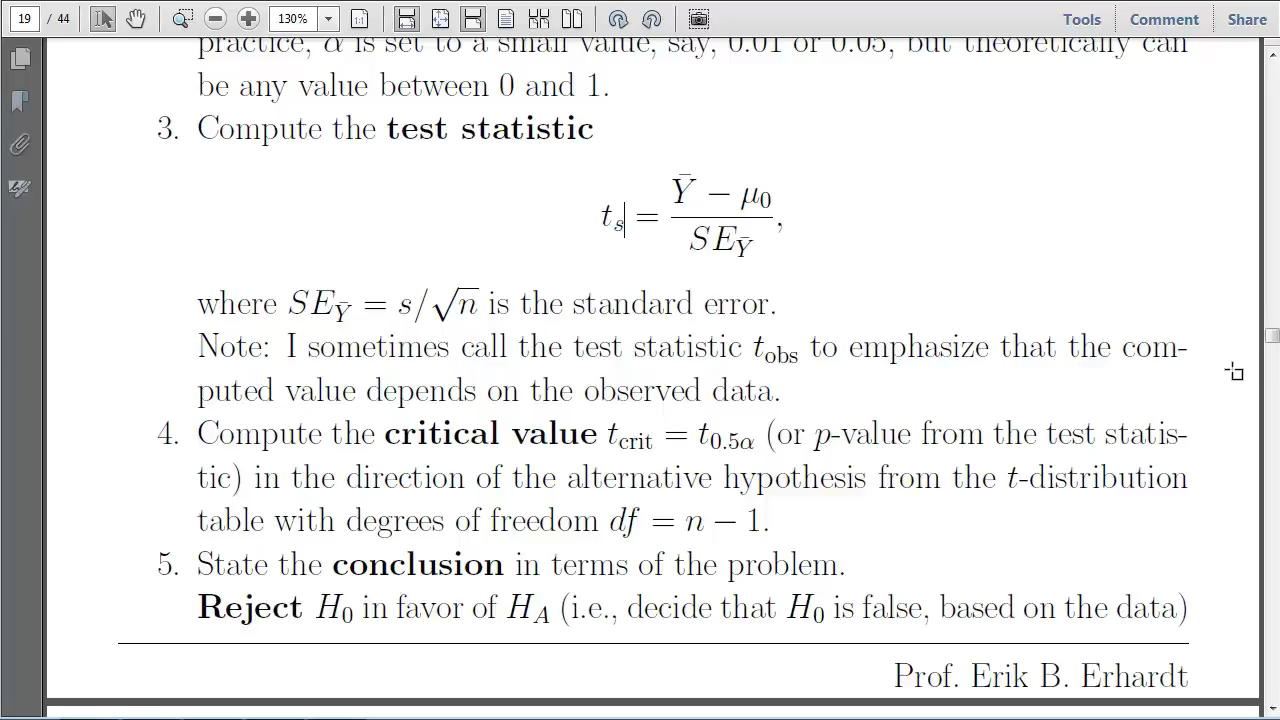 19 / 44 130% Tools Comment Share
practice, α is set to a small value, say, 0.01 or 0.05, but theoretically can
be any value between 0 and 1.
3. Compute the test statistic
t_s = (Ȳ − μ_0) / SE_Ȳ,
where SE_Ȳ = s/√n is the standard error.
Note: I sometimes call the test statistic t_obs to emphasize that the com-
puted value depends on the observed data.
4. Compute the critical value t_crit = t_0.5α (or p-value from the test statis-
tic) in the direction of the alternative hypothesis from the t-distribution
table with degrees of freedom df = n − 1.
5. State the conclusion in terms of the problem.
Reject H_0 in favor of H_A (i.e., decide that H_0 is false, based on the data)
Prof. Erik B. Erhardt